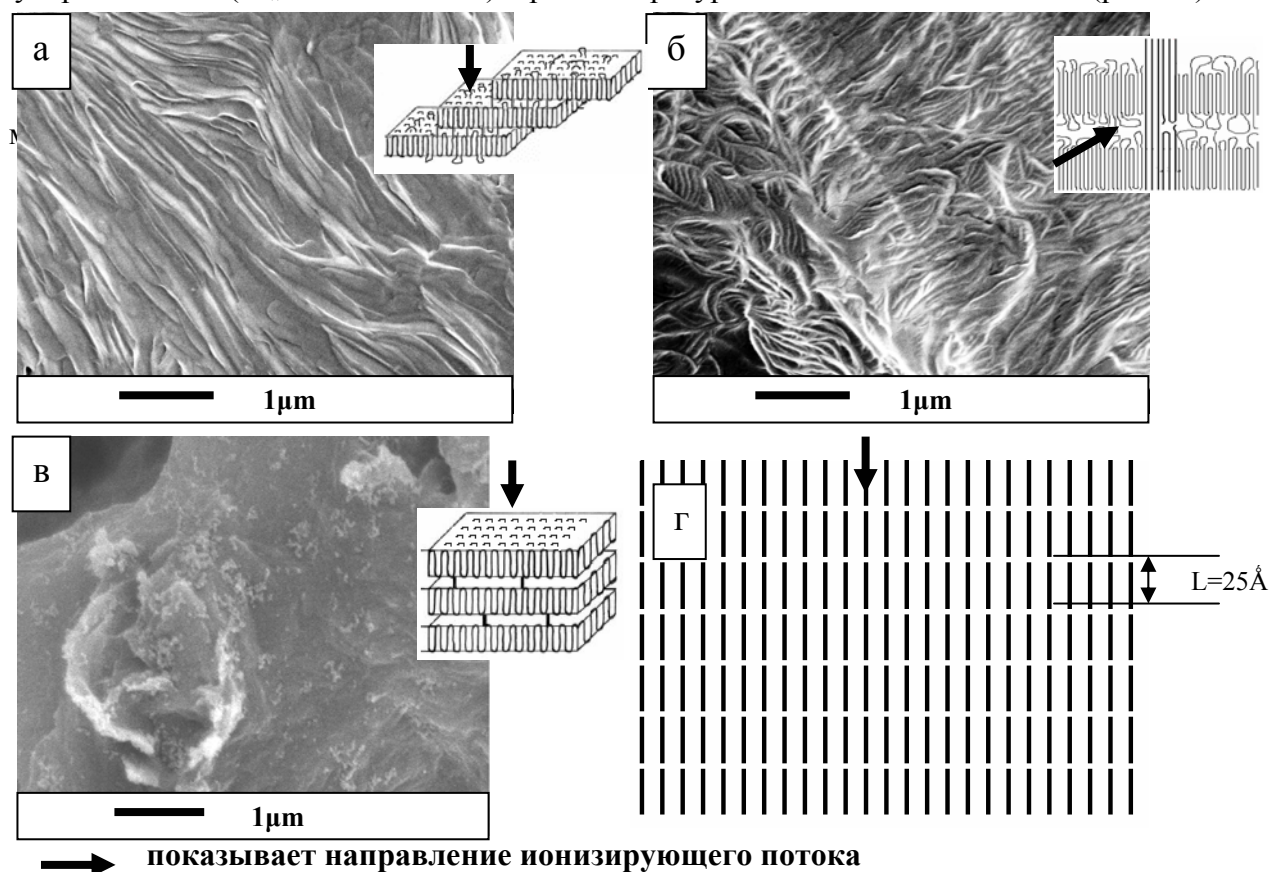 а
б
1μm
1μm
в
г
L=25Å
1μm
показывает направление ионизирующего потока